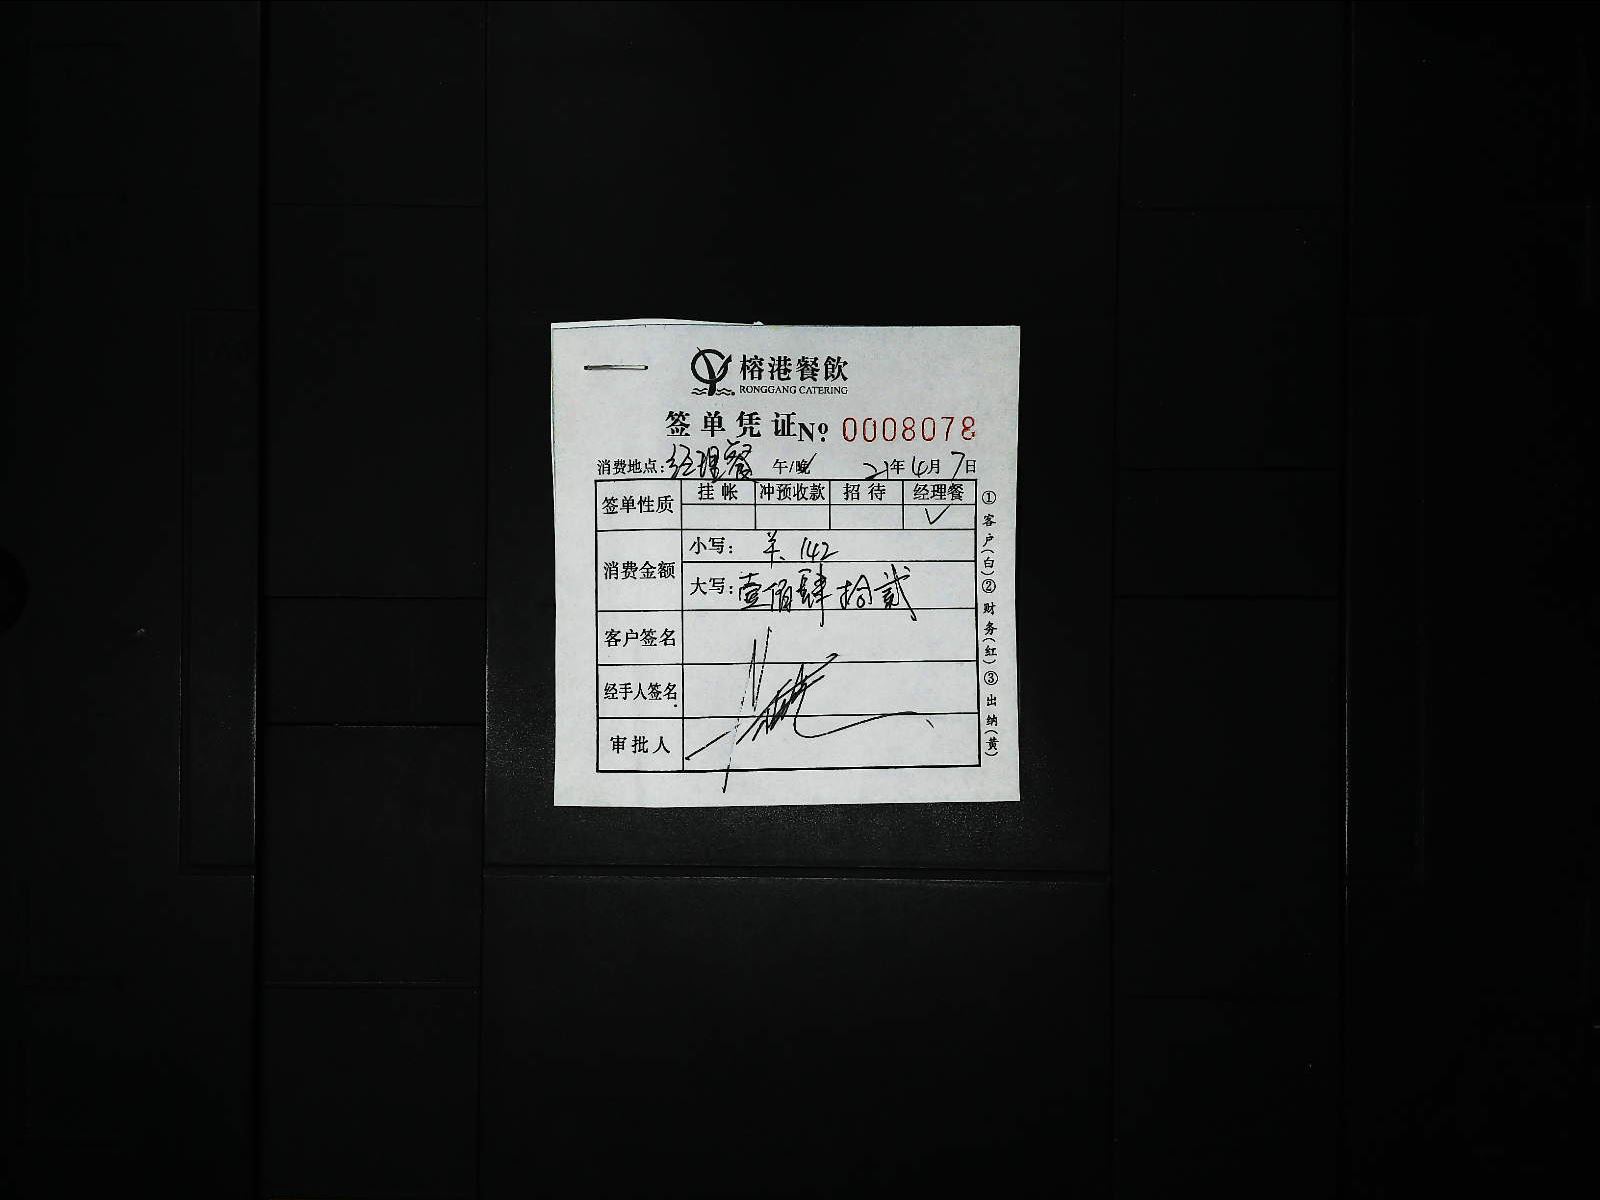 榕港餐飲
RONGGANG CATERING
签单凭证 № 0008078
消费地点: 经理餐 午/晚 21年4月7日
签单性质 挂帐 冲预收款 招待 经理餐
✓
消费金额
小写: 羊 142
大写: 壹佰肆拾贰
客户签名
经手人签名
审批人
①客户(白)②财务(红)③出纳(黄)